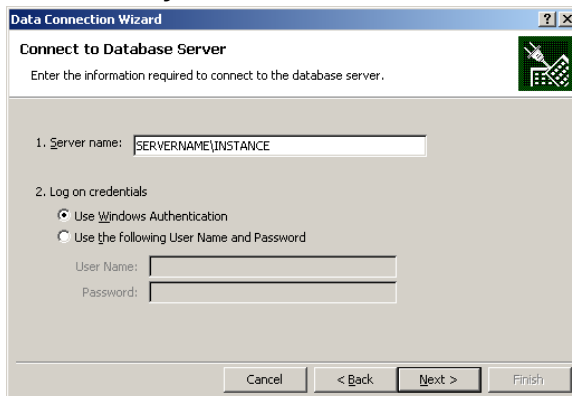 Data Connection Wizard
Connect to Database Server
Enter the information required to connect to the database server.
1. Server name: SERVERNAME\INSTANCE
2. Log on credentials
Use Windows Authentication
Use the following User Name and Password
User Name:
Password:
Cancel < Back Next > Finish